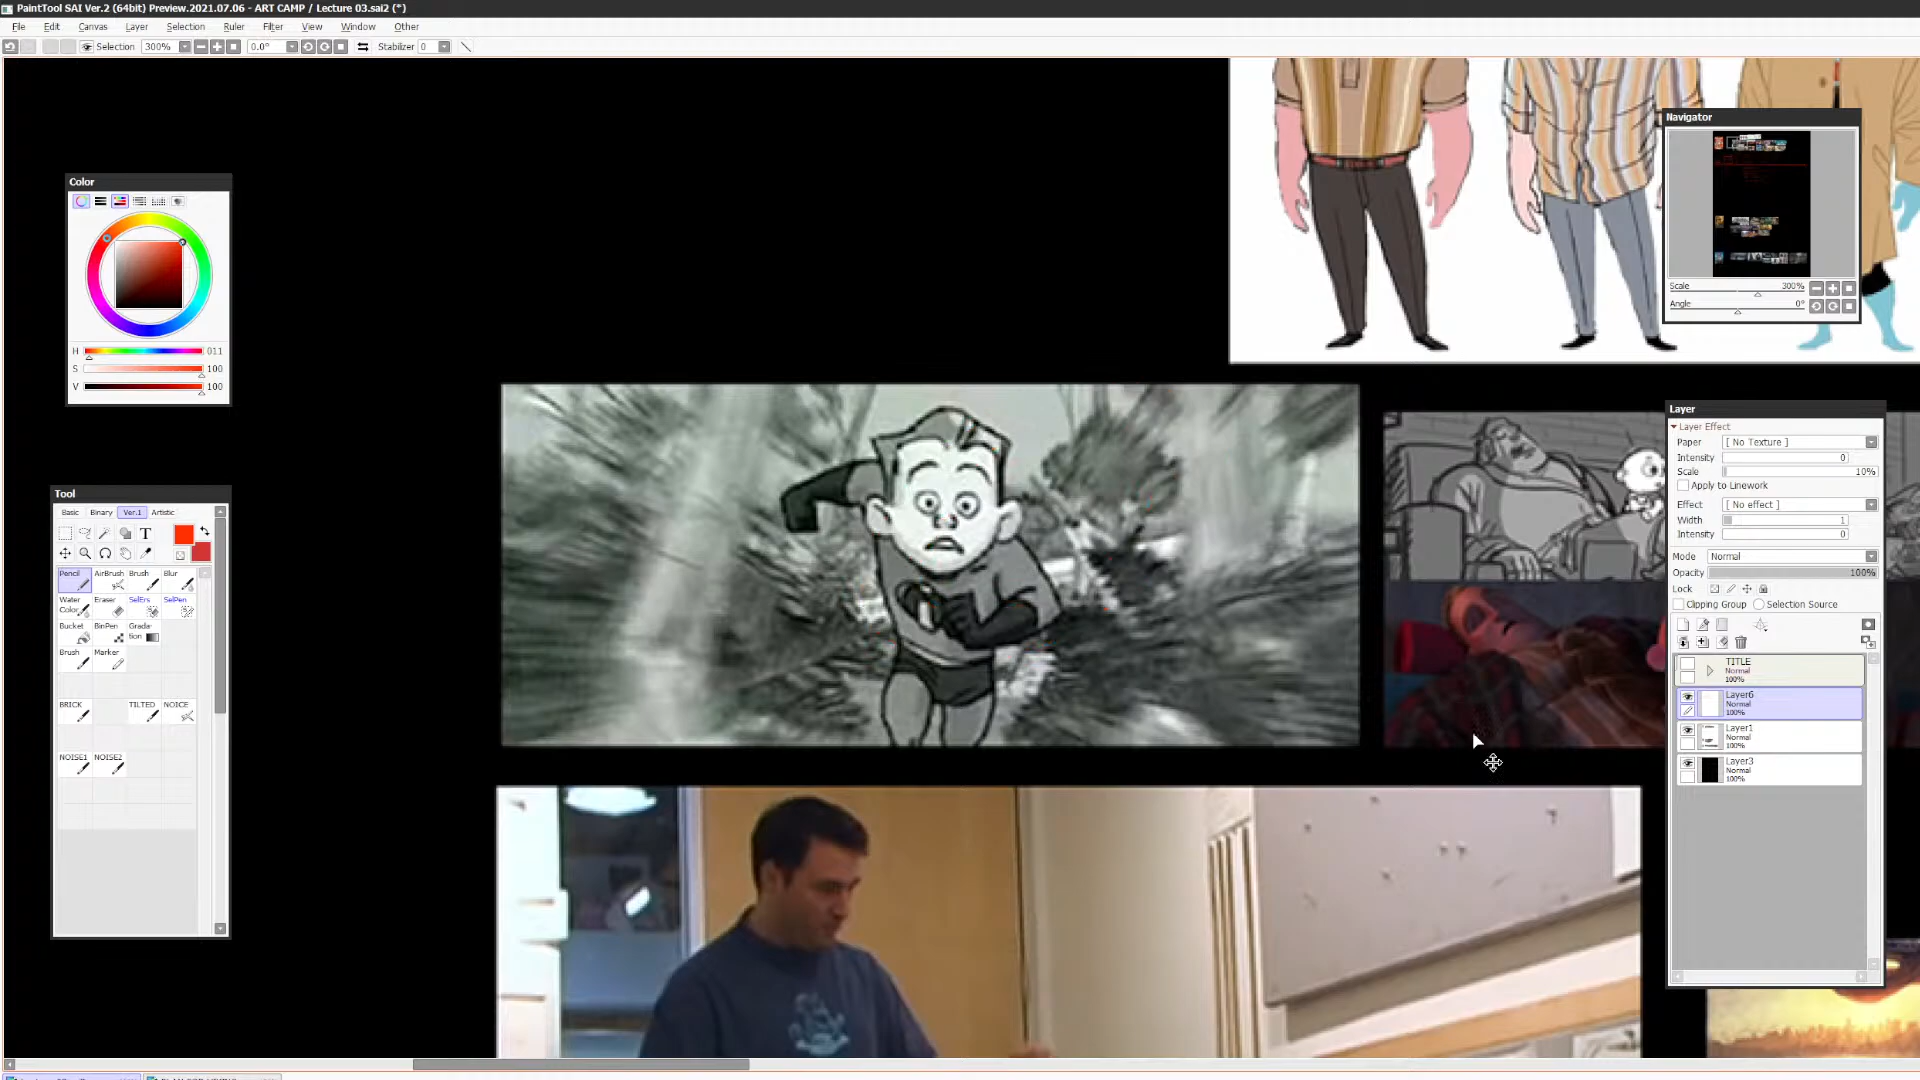 PaintTool SAI Ver.2 (64bit) Preview.2021.07.06 - ART CAMP / Lecture 03.sai2 (*)
File Edit Canvas Layer Selection Ruler Filter View Window Other
Selection 300% 0.0° Stabilizer 0
Color
H 011
S 100
V 100
Tool
Basic Binary Ver.1 Artistic
T
Pencil AirBrush Brush Blur
Water Color Eraser SelErs SelPen
Bucket BinPen Gradation
Brush Marker
BRICK TILTED NOICE
NOISE1 NOISE2
Navigator
Scale 300%
Angle 0°
Layer
Layer Effect
Paper [ No Texture ]
Intensity 0
Scale 10%
Apply to Linework
Effect [ No effect ]
Width 1
Intensity 0
Mode Normal
Opacity 100%
Lock
Clipping Group Selection Source
TITLE
Normal
100%
Layer6
Normal
100%
Layer1
Normal
100%
Layer3
Normal
100%